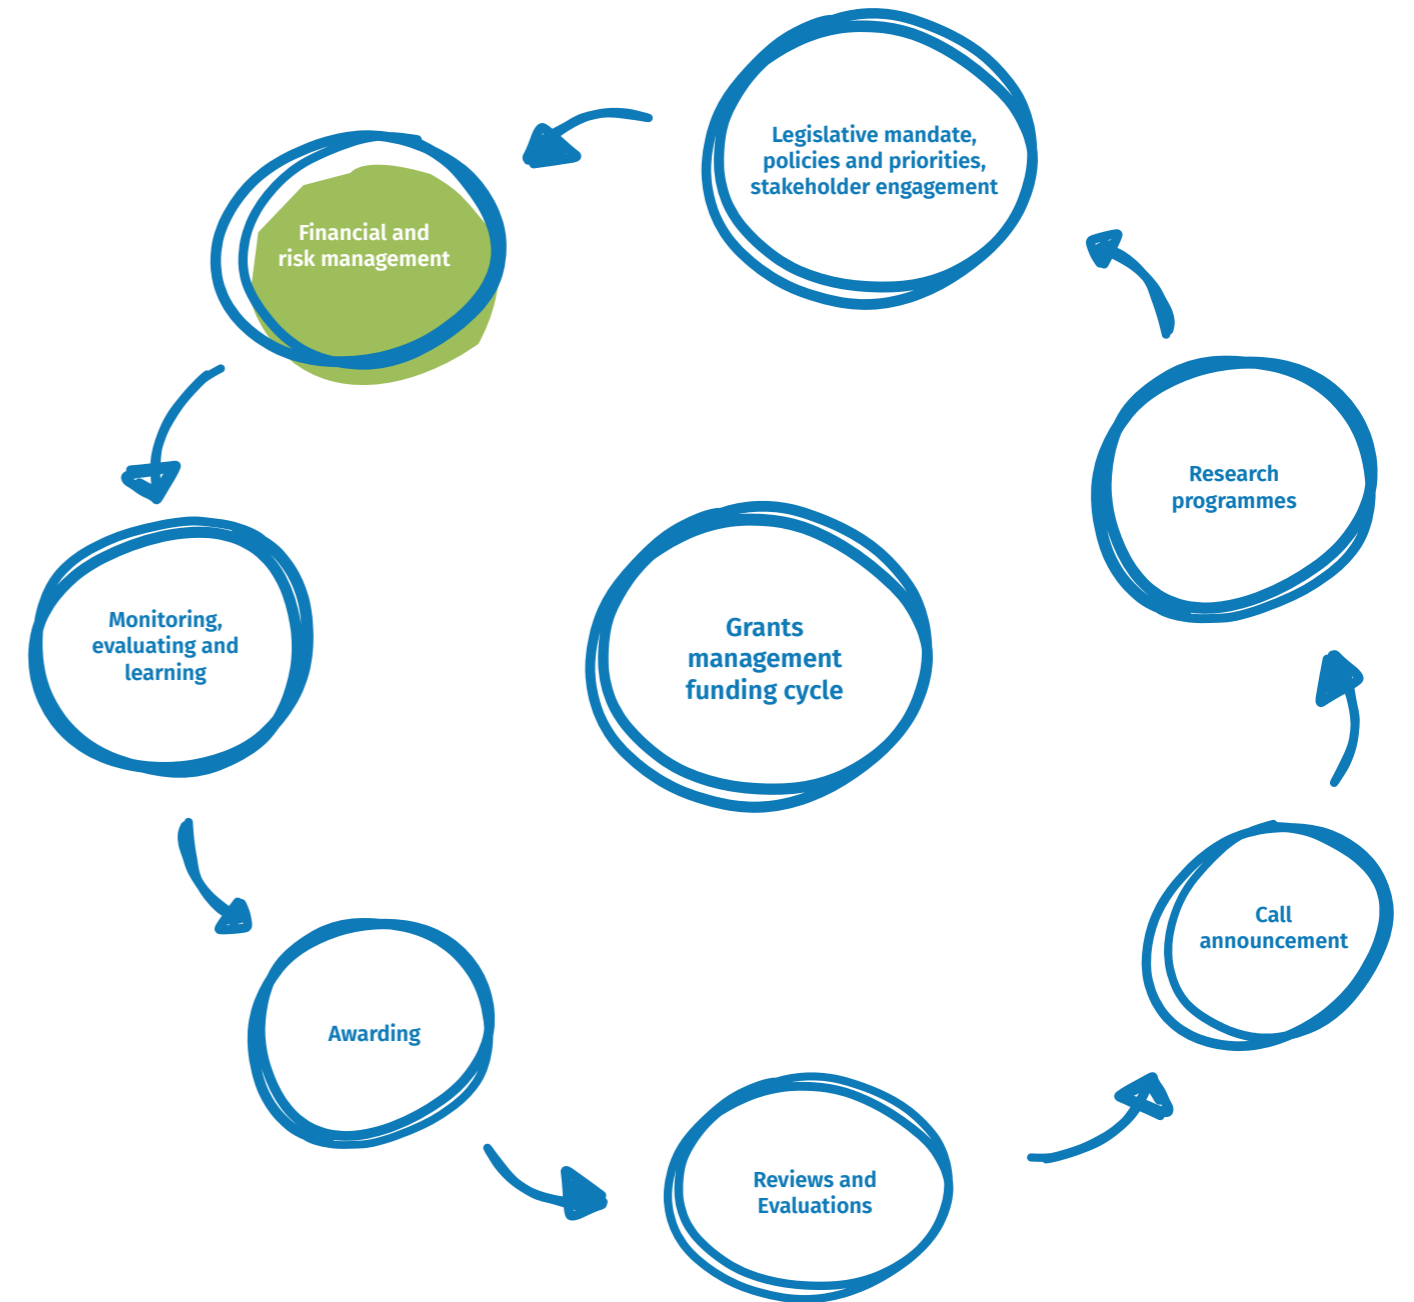 Legislative mandate,
policies and priorities,
stakeholder engagement
Financial and
risk management
Research
programmes
Monitoring,
evaluating and
learning
Grants
management
funding cycle
Call
announcement
Awarding
Reviews and
Evaluations